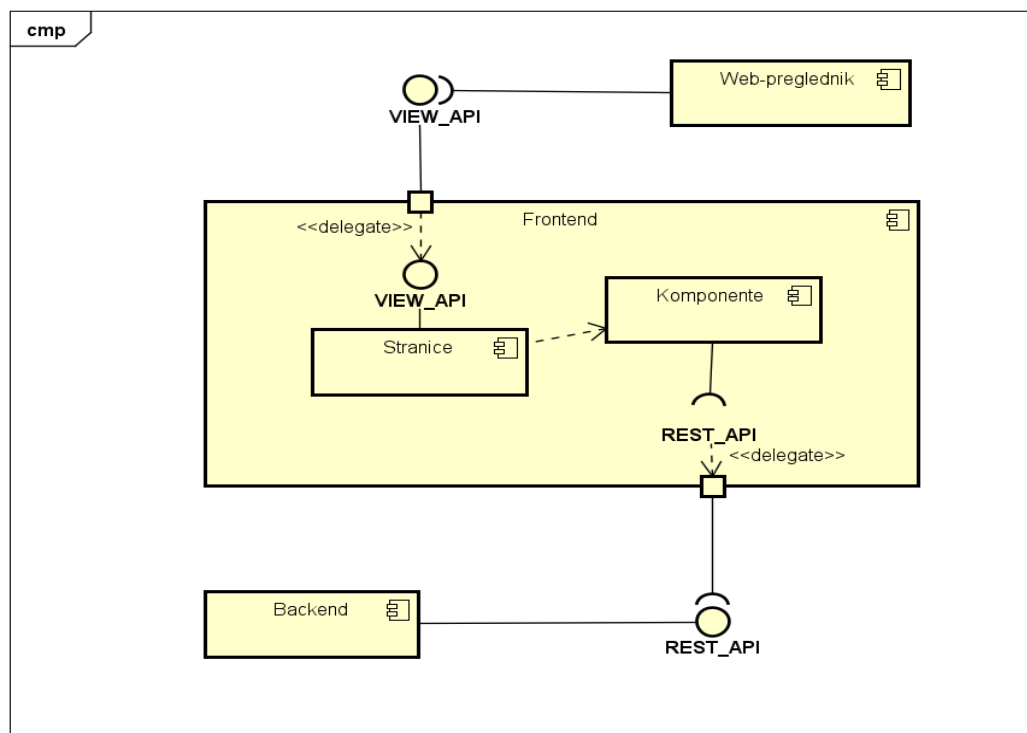 cmp
Web-preglednik
VIEW_API
Frontend
<<delegate>>
VIEW_API
Komponente
Stranice
REST_API
<<delegate>>
Backend
REST_API